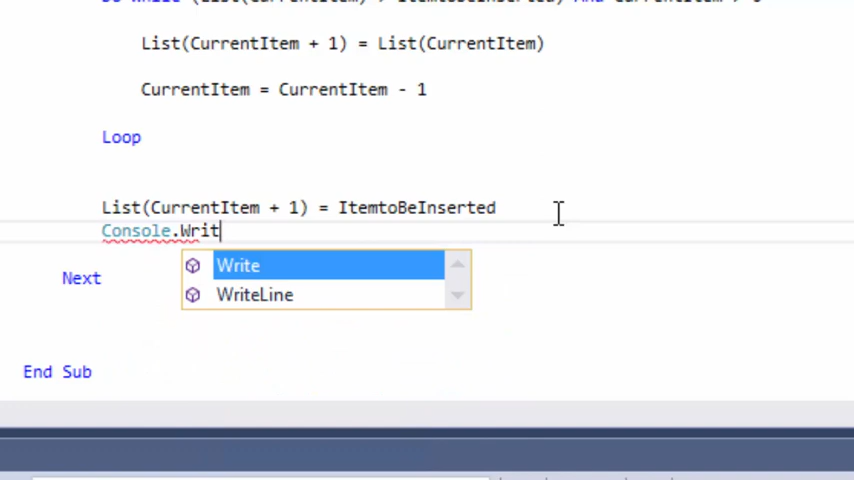 List(CurrentItem + 1) = List(CurrentItem)
CurrentItem = CurrentItem - 1
Loop
List(CurrentItem + 1) = ItemtoBeInserted
Console.Writ
Write
WriteLine
Next
End Sub